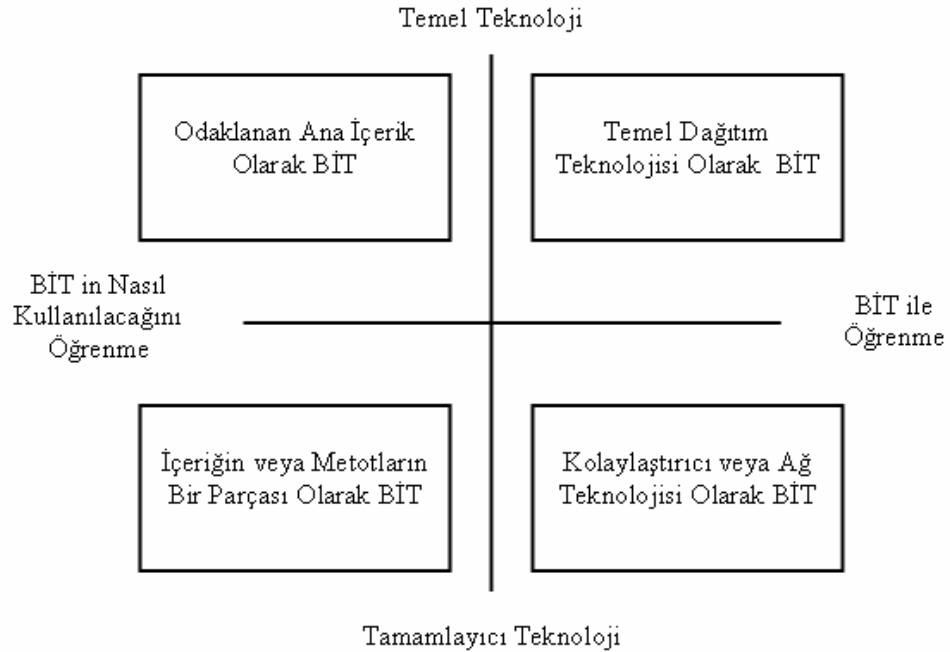 Temel Teknoloji
Odaklanan Ana İçerik
Olarak BİT
Temel Dağıtım
Teknolojisi Olarak BİT
BİT in Nasıl
Kullanılacağını
Öğrenme
BİT ile
Öğrenme
İçeriğin veya Metotların
Bir Parçası Olarak BİT
Kolaylaştırıcı veya Ağ
Teknolojisi Olarak BİT
Tamamlayıcı Teknoloji